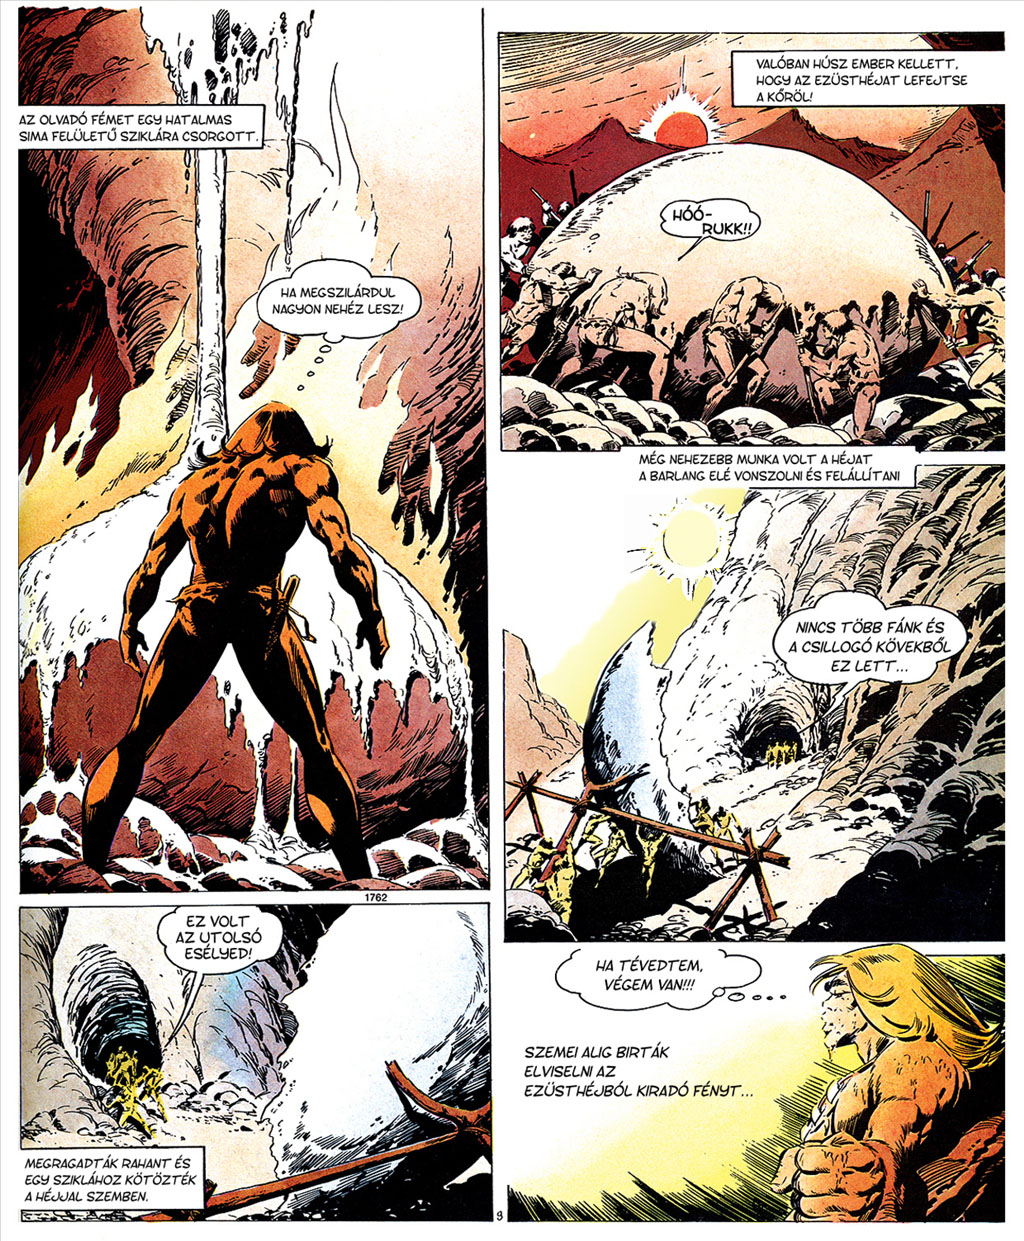 AZ OLVADÓ FÉMET EGY HATALMAS
SIMA FELÜLETŰ SZIKLÁRA CSORGOTT.
HA MEGSZILÁRDUL
NAGYON NEHÉZ LESZ!
1762
VALÓBAN HÚSZ EMBER KELLETT,
HOGY AZ EZÜSTHÉJAT LEFEJTSE
A KŐRŐL!
HÓÓ-
RUKK!!
MÉG NEHEZEBB MUNKA VOLT A HÉJAT
A BARLANG ELÉ VONSZOLNI ÉS FELÁLLÍTANI
NINCS TÖBB FÁNK ÉS
A CSILLOGÓ KÖVEKBŐL
EZ LETT...
EZ VOLT
AZ UTOLSÓ
ESÉLYED!
MEGRAGADTÁK RAHANT ÉS
EGY SZIKLÁHOZ KÖTÖZTÉK
A HÉJJAL SZEMBEN.
9
HA TÉVEDTEM,
VÉGEM VAN!!!
SZEMEI ALIG BIRTÁK
ELVISELNI AZ
EZÜSTHÉJBÓL KIRADÓ FÉNYT...